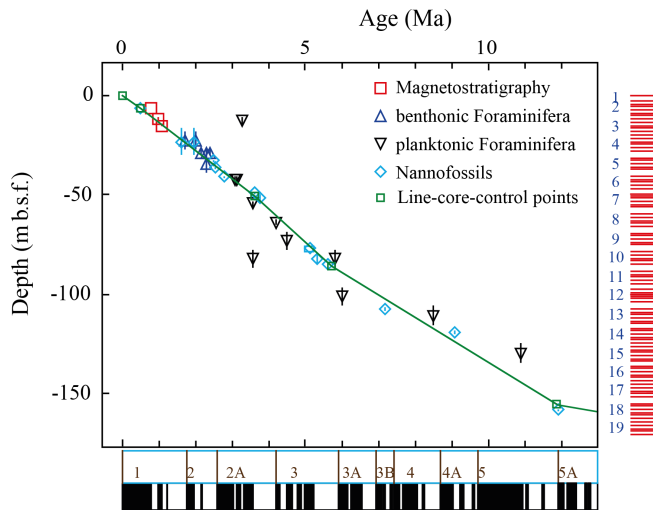 Age (Ma)
0 5 10
Depth (m b.s.f.)
0
-50
-100
-150
Magnetostratigraphy
benthonic Foraminifera
planktonic Foraminifera
Nannofossils
Line-core-control points
1
2
3
4
5
6
7
8
9
10
11
12
13
14
15
16
17
18
19
1 2 2A 3 3A 3B 4 4A 5 5A